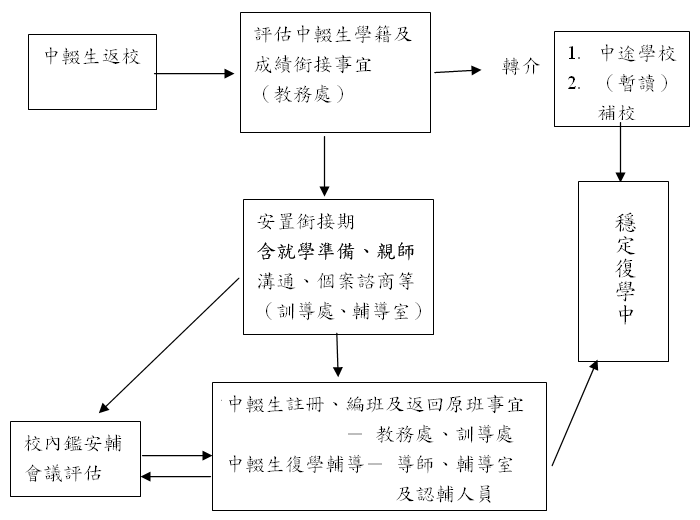 中輟生返校
評估中輟生學籍及
成績銜接事宜
（教務處）
轉介
1. 中途學校
2. （暫讀）
補校
安置銜接期
含就學準備、親師
溝通、個案諮商等
（訓導處、輔導室）
穩定復學中
中輟生註冊、編班及返回原班事宜
－ 教務處、訓導處
中輟生復學輔導－ 導師、輔導室
及認輔人員
校內鑑安輔
會議評估